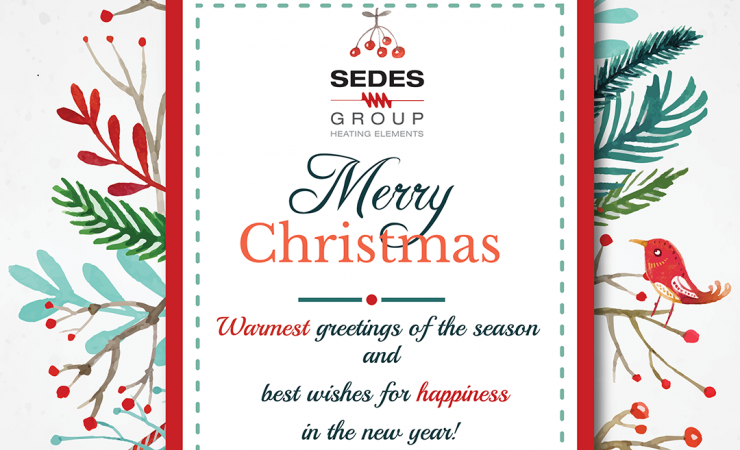 SEDES
GROUP
HEATING ELEMENTS
Merry
Christmas
Warmest greetings of the season
and
best wishes for happiness
in the new year!